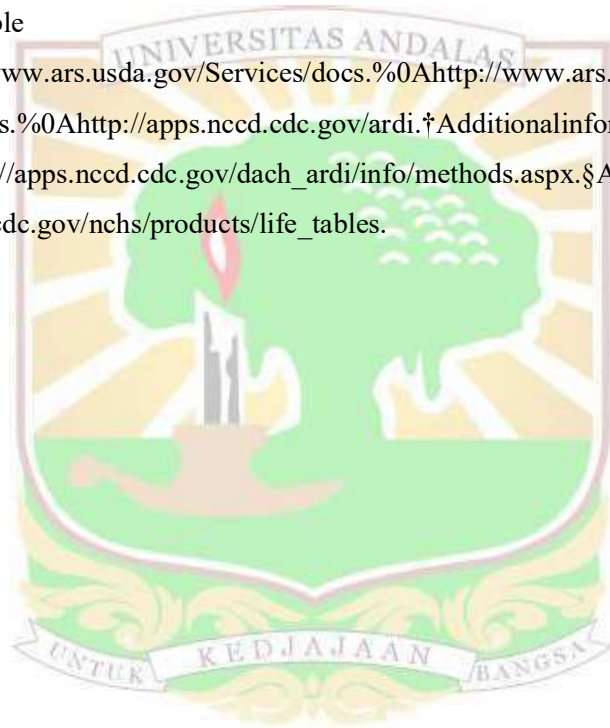 ble
UNIVERSITAS ANDALAS
www.ars.usda.gov/Services/docs.%0Ahttp://www.ars.
s.%0Ahttp://apps.nccd.cdc.gov/ardi.†Additionalinfor
//apps.nccd.cdc.gov/dach_ardi/info/methods.aspx.§A
cdc.gov/nchs/products/life_tables.
UNTUK KEDJAJAAN BANGSA